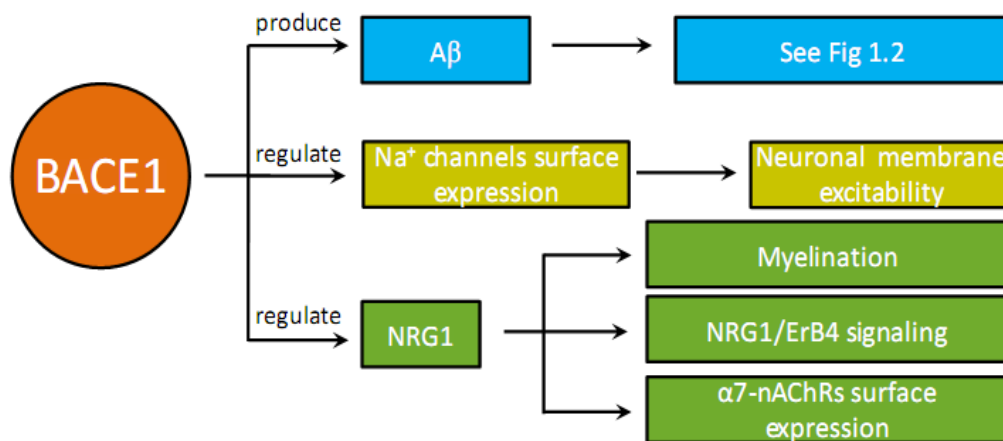 produce
Aβ
See Fig 1.2
BACE1
regulate
Na⁺ channels surface
expression
Neuronal membrane
excitability
Myelination
regulate
NRG1
NRG1/ErB4 signaling
α7-nAChRs surface
expression